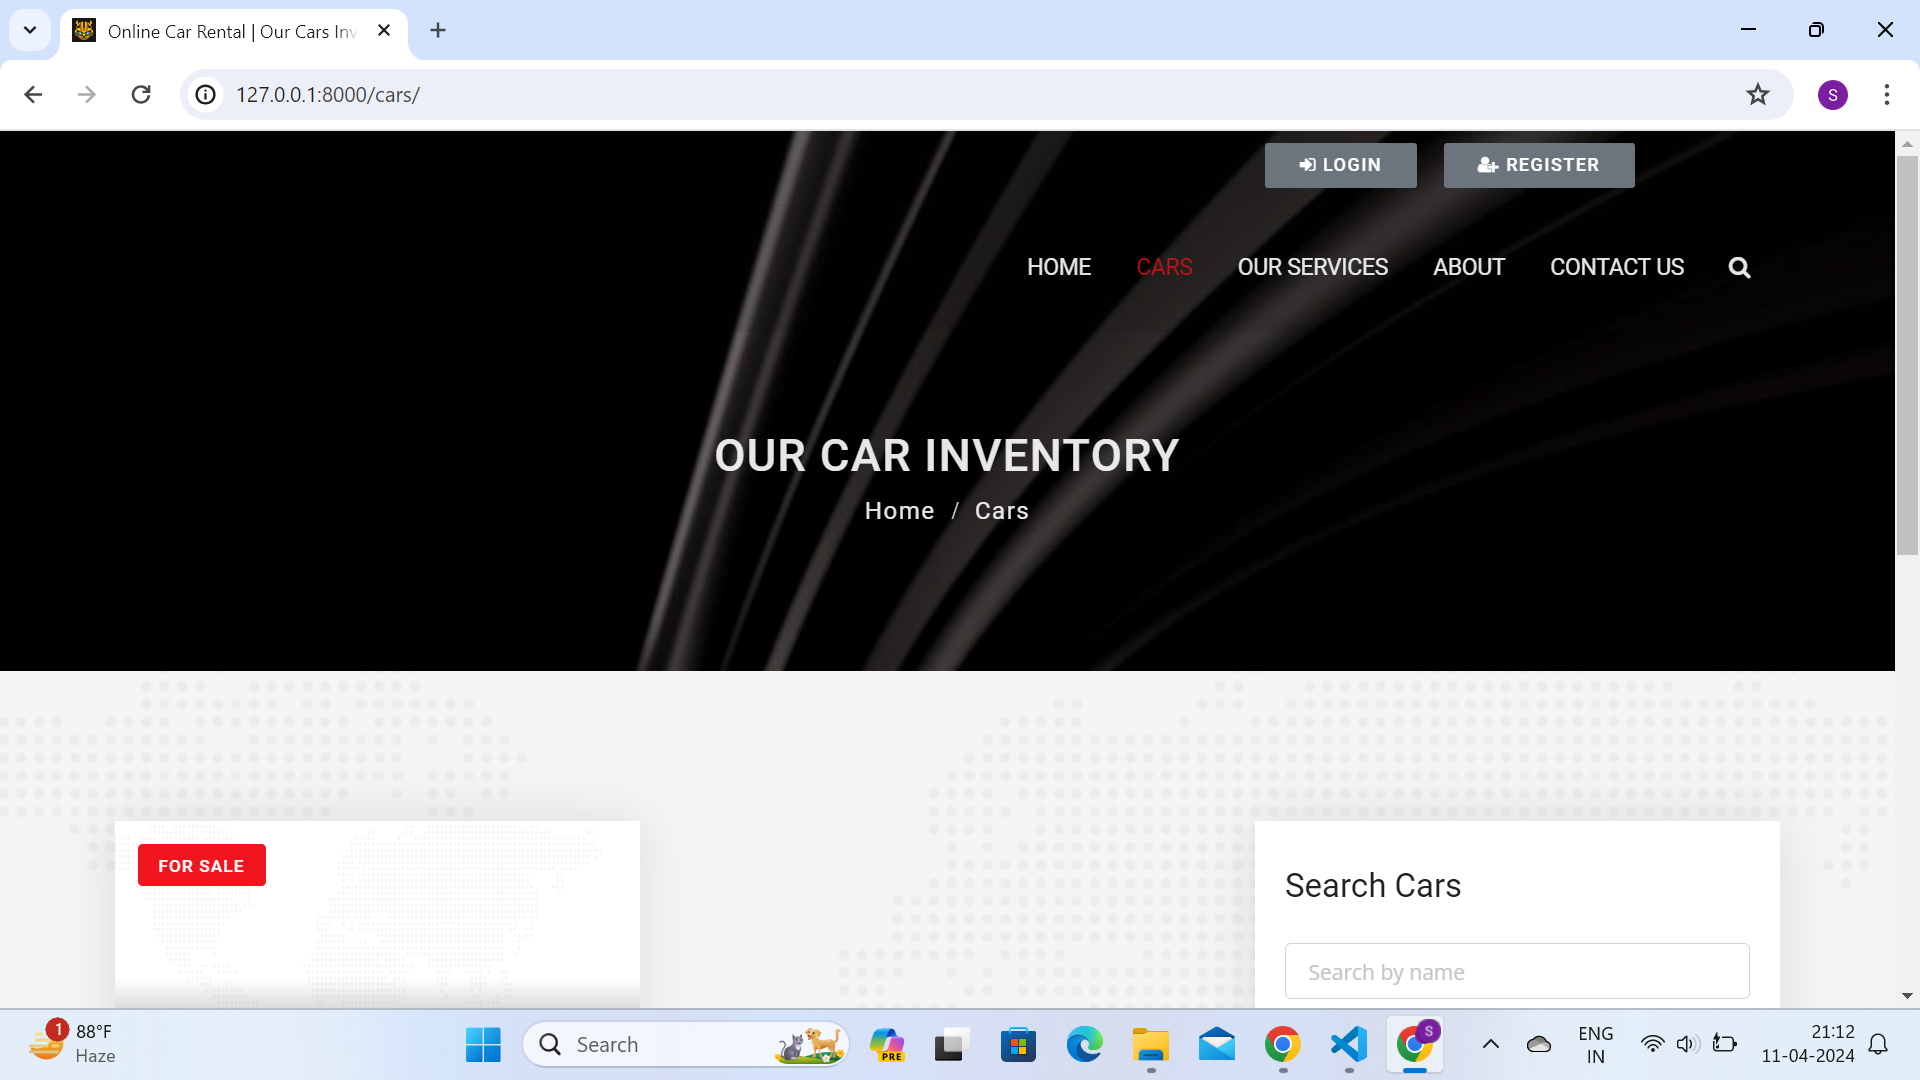 Online Car Rental | Our Cars Inv
127.0.0.1:8000/cars/
S
LOGIN
REGISTER
HOME
CARS
OUR SERVICES
ABOUT
CONTACT US
OUR CAR INVENTORY
Home / Cars
FOR SALE
Search Cars
Search by name
1
88°F
Haze
Search
PRE
S
ENG
IN
21:12
11-04-2024